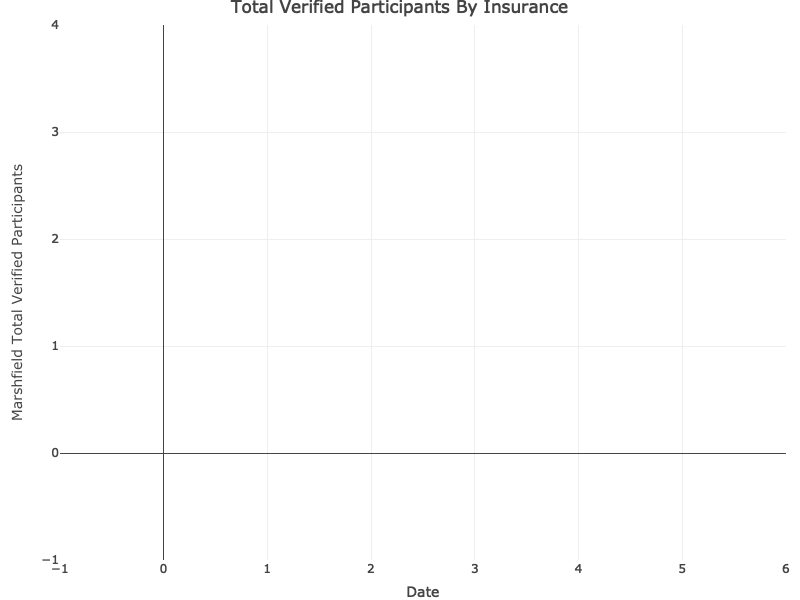 Total Verified Participants By Insurance
Marshfield Total Verified Participants
4
3
2
1
0
−1
−1 0 1 2 3 4 5 6
Date